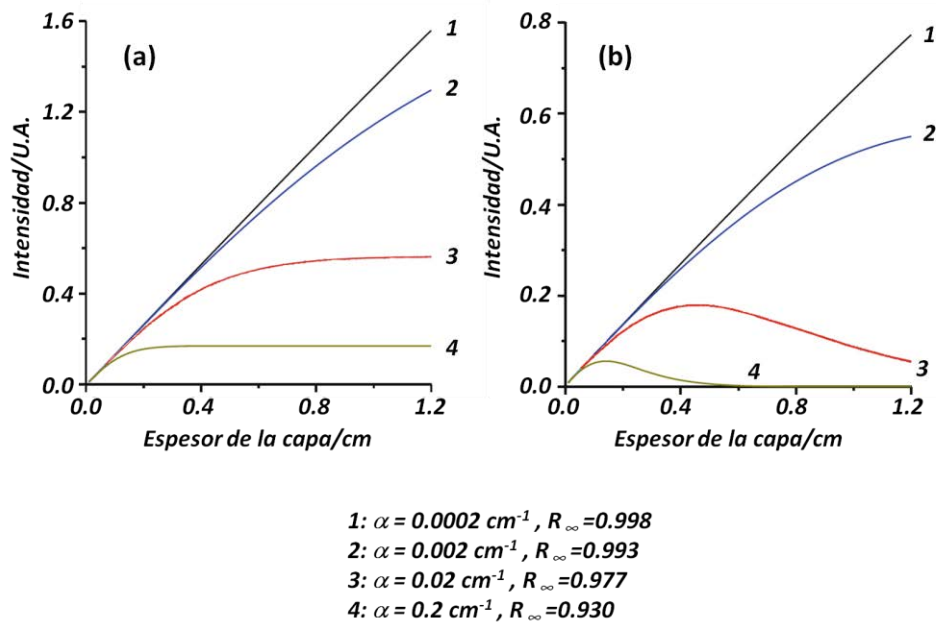 (a)
Intensidad/U.A.
1.6
1.2
0.8
0.4
0.0
0.0 0.4 0.8 1.2
Espesor de la capa/cm
1
2
3
4
(b)
Intensidad/U.A.
0.8
0.6
0.4
0.2
0.0
0.0 0.4 0.8 1.2
Espesor de la capa/cm
1
2
4
3
1: α = 0.0002 cm⁻¹ , R∞=0.998
2: α = 0.002 cm⁻¹ , R∞=0.993
3: α = 0.02 cm⁻¹ , R∞=0.977
4: α = 0.2 cm⁻¹ , R∞=0.930